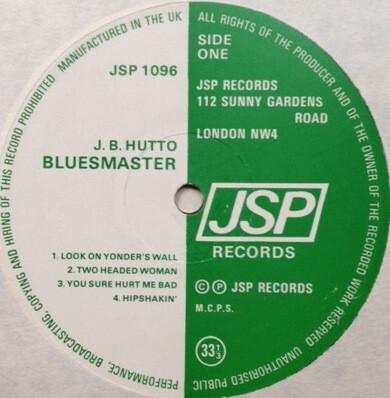 MANUFACTURED IN THE UK ALL RIGHTS OF THE PRODUCER AND OF THE OWNER OF THE RECORDED WORK RESERVED UNAUTHORISED PUBLIC PERFORMANCE, BROADCASTING, COPYING AND HIRING OF THIS RECORD PROHIBITED
JSP 1096
J. B. HUTTO
BLUESMASTER
1. LOOK ON YONDER'S WALL
2. TWO HEADED WOMAN
3. YOU SURE HURT ME BAD
4. HIPSHAKIN'
SIDE
ONE
JSP RECORDS
112 SUNNY GARDENS
ROAD
LONDON NW4
JSP
RECORDS
Ⓒ Ⓟ JSP RECORDS
M.C.P.S.
33⅓